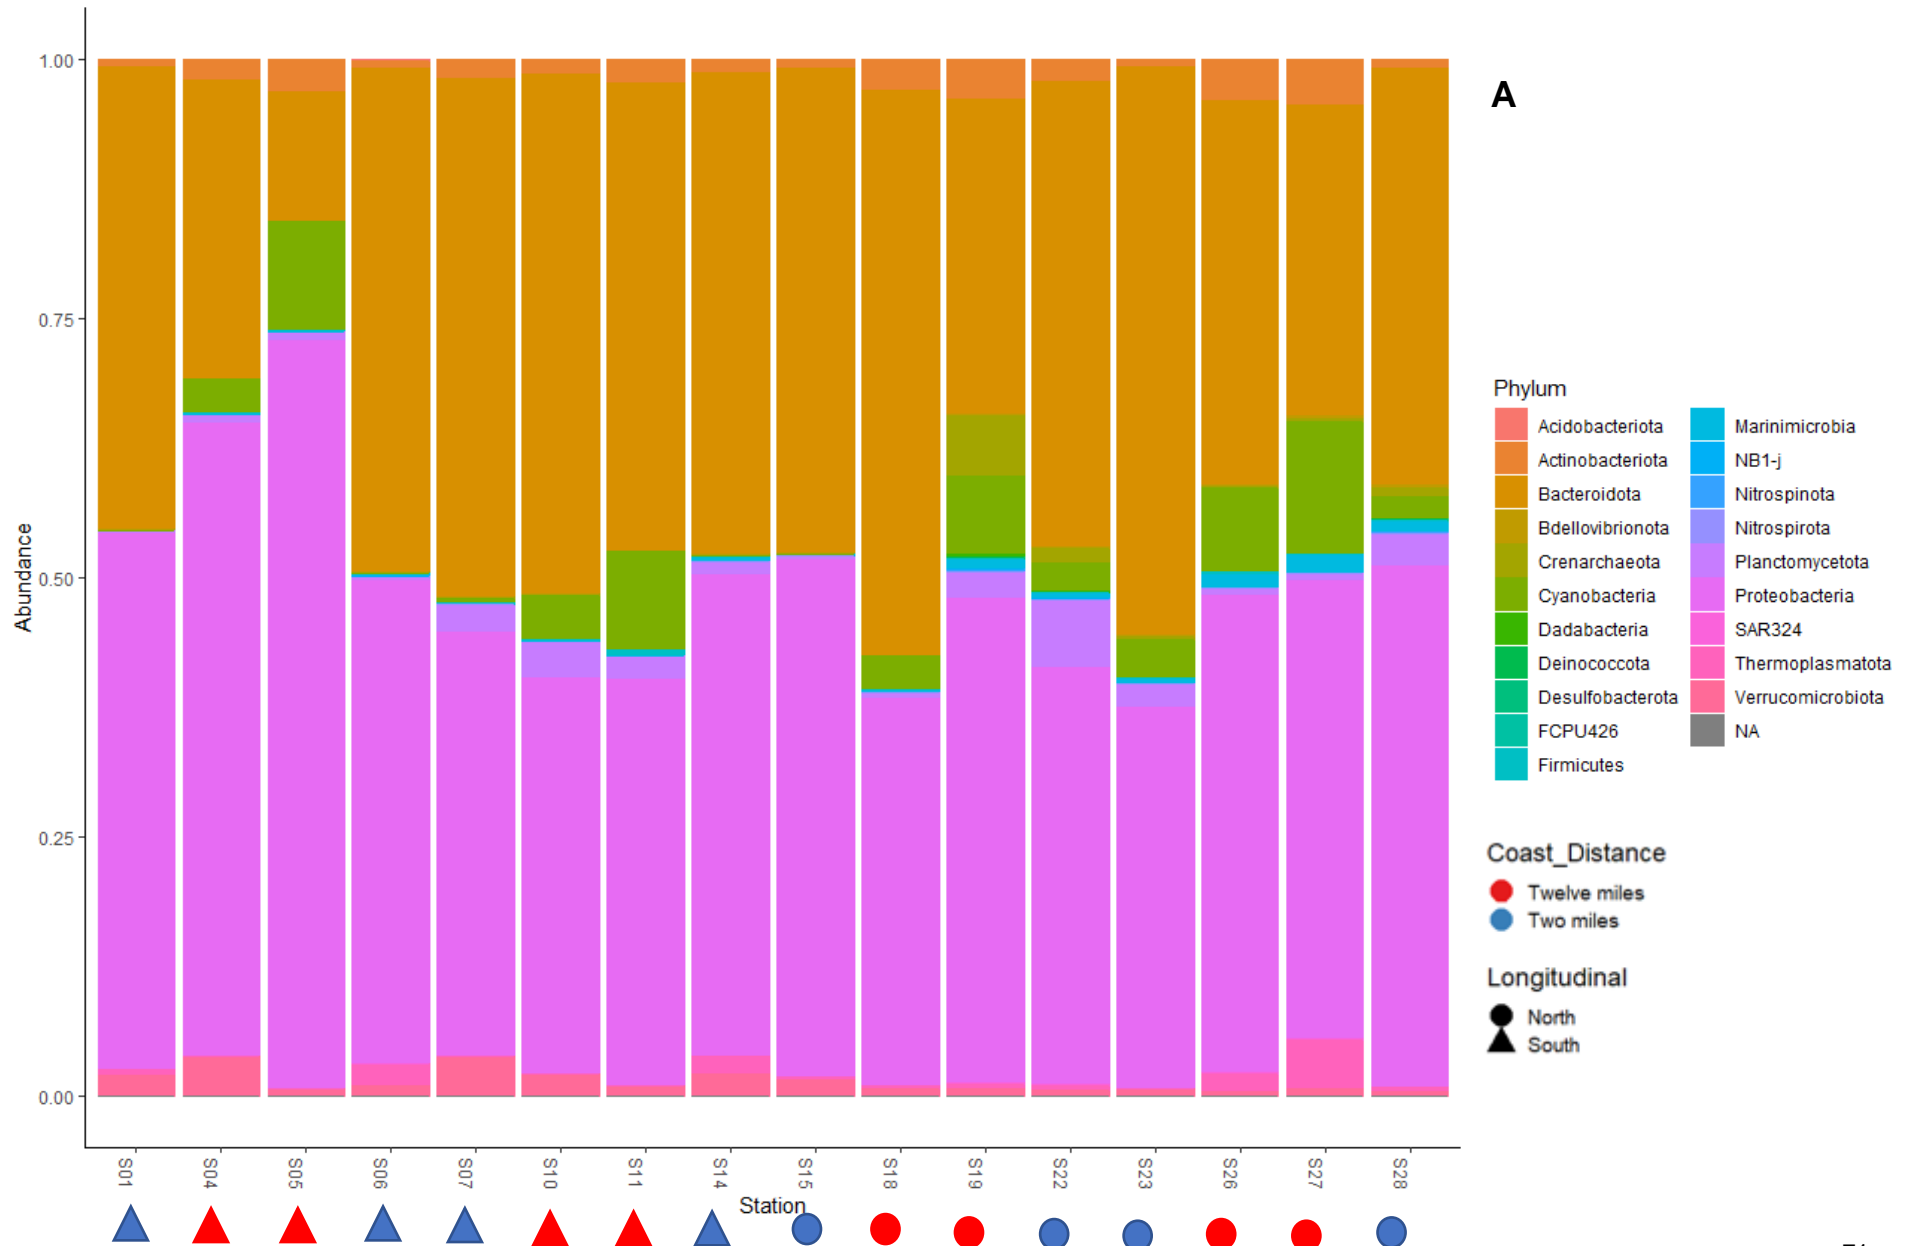 A
1.00
0.75
0.50
0.25
0.00
Abundance
S01 S04 S05 S06 S07 S10 S11 S14 S15 S18 S19 S22 S23 S26 S27 S28
Station
Phylum
Acidobacteriota
Actinobacteriota
Bacteroidota
Bdellovibrionota
Crenarchaeota
Cyanobacteria
Dadabacteria
Deinococcota
Desulfobacterota
FCPU426
Firmicutes
Marinimicrobia
NB1-j
Nitrospinota
Nitrospirota
Planctomycetota
Proteobacteria
SAR324
Thermoplasmatota
Verrucomicrobiota
NA
Coast_Distance
Twelve miles
Two miles
Longitudinal
North
South